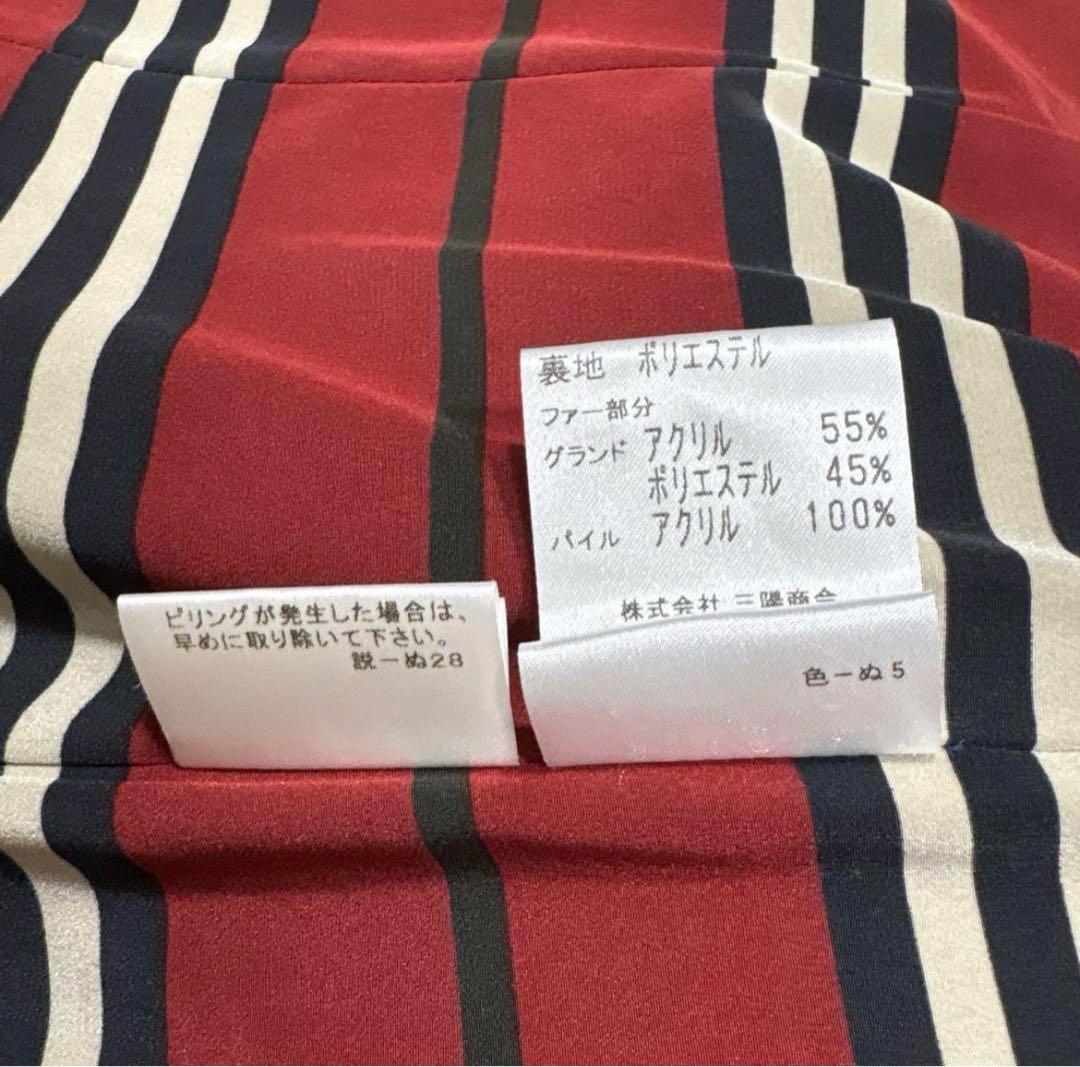 裏地 ポリエステル
ファー部分
グランド アクリル 55%
ポリエステル 45%
パイル アクリル 100%
株式会社 三陽商会
ピリングが発生した場合は、
早めに取り除いて下さい。
説ーぬ28
色ーぬ5